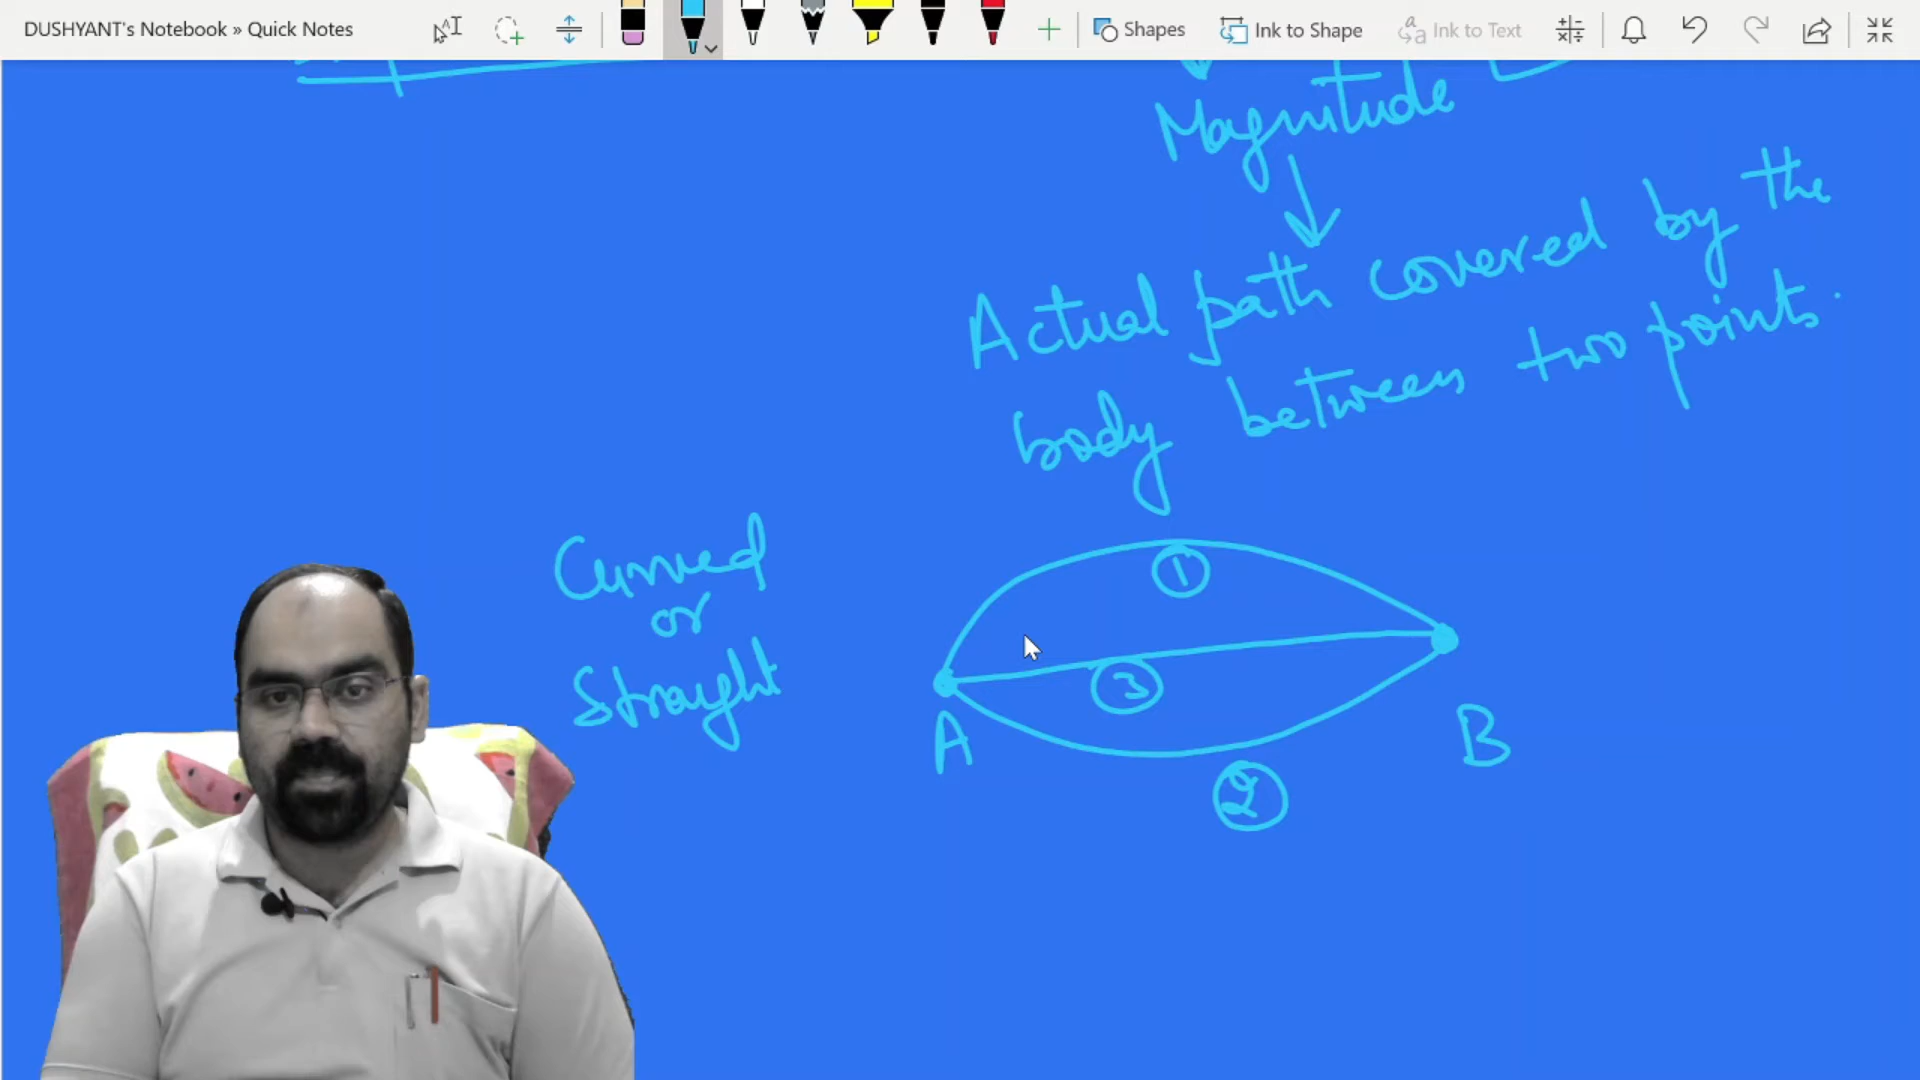 DUSHYANT's Notebook » Quick Notes
Shapes
Ink to Shape
Ink to Text
Magnitude
Actual path covered by the
body between two points.
Curved
or
Straight
1
3
2
A
B